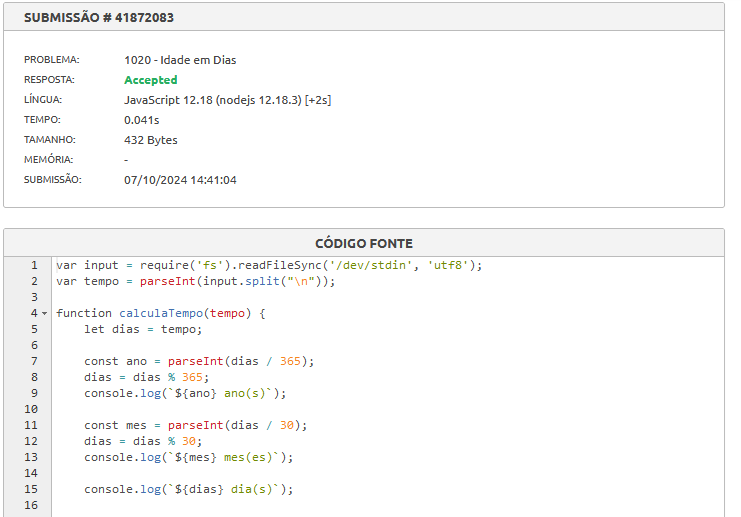 SUBMISSÃO # 41872083
PROBLEMA: 1020 - Idade em Dias
RESPOSTA: Accepted
LÍNGUA: JavaScript 12.18 (nodejs 12.18.3) [+2s]
TEMPO: 0.041s
TAMANHO: 432 Bytes
MEMÓRIA: -
SUBMISSÃO: 07/10/2024 14:41:04
CÓDIGO FONTE
1 var input = require('fs').readFileSync('/dev/stdin', 'utf8');
2 var tempo = parseInt(input.split("\n"));
3
4 function calculaTempo(tempo) {
5     let dias = tempo;
6
7     const ano = parseInt(dias / 365);
8     dias = dias % 365;
9     console.log(`${ano} ano(s)`);
10
11     const mes = parseInt(dias / 30);
12     dias = dias % 30;
13     console.log(`${mes} mes(es)`);
14
15     console.log(`${dias} dia(s)`);
16